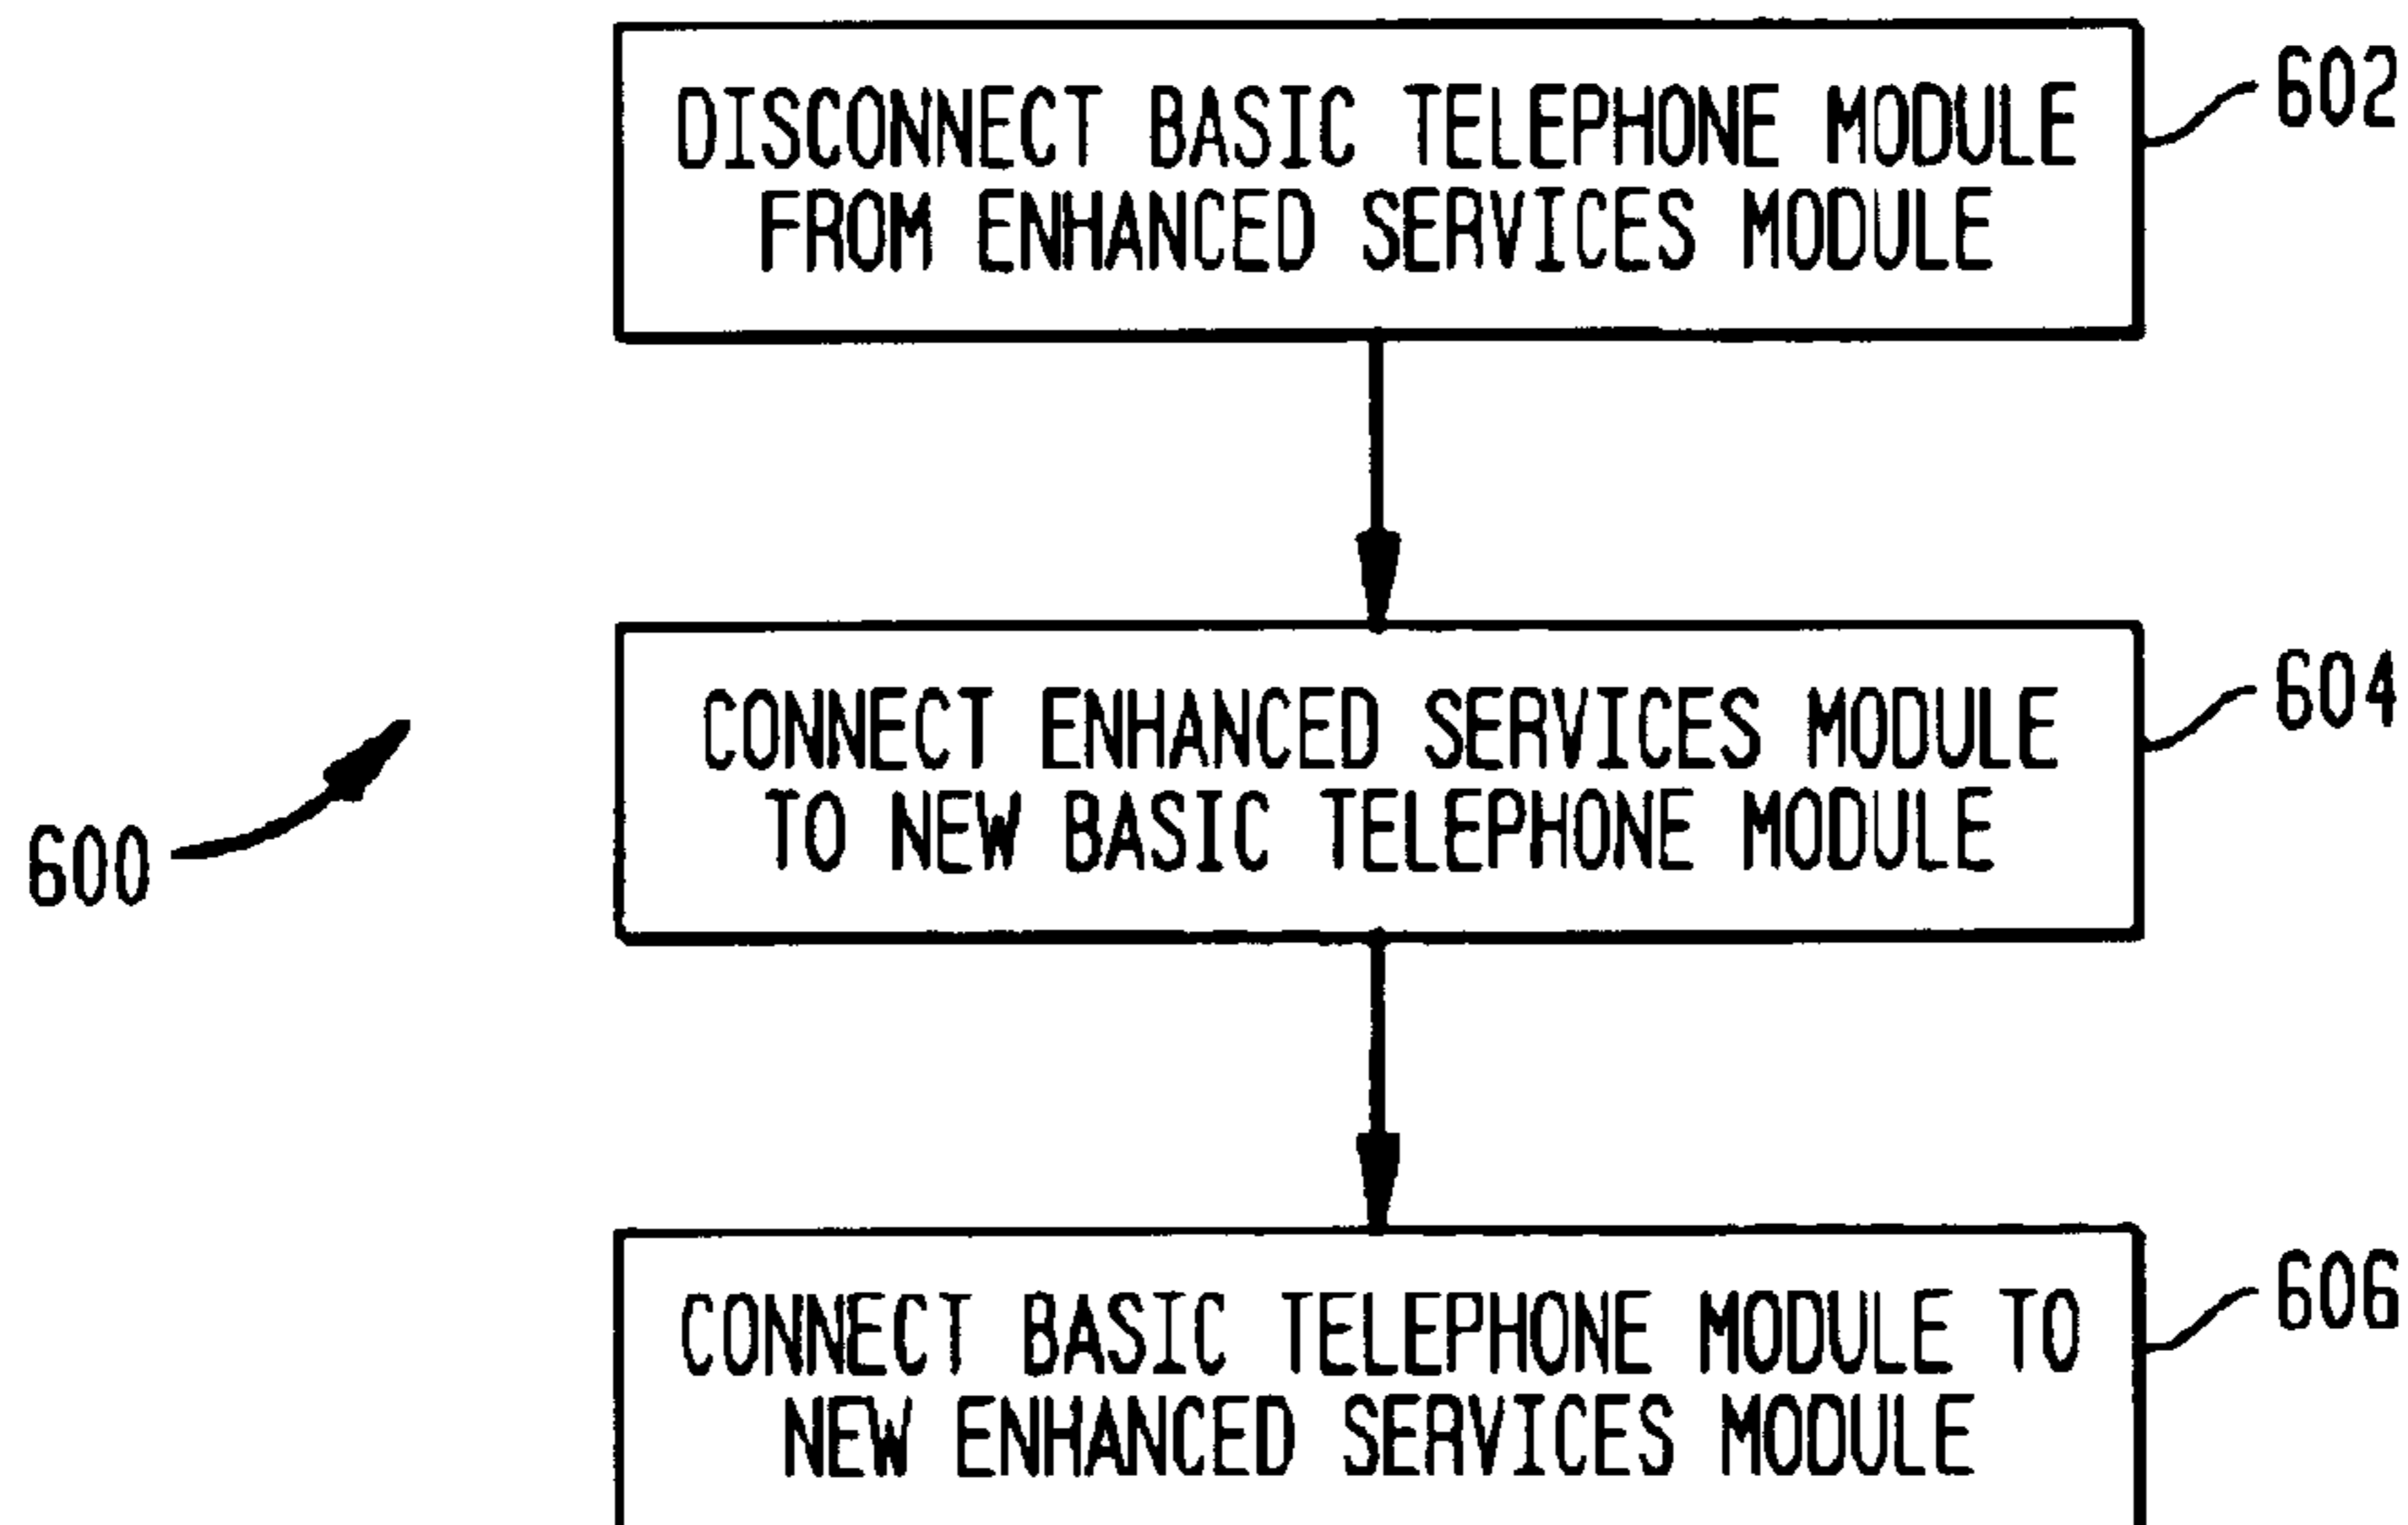 DISCONNECT BASIC TELEPHONE MODULE
FROM ENHANCED SERVICES MODULE
602
CONNECT ENHANCED SERVICES MODULE
TO NEW BASIC TELEPHONE MODULE
604
600
CONNECT BASIC TELEPHONE MODULE TO
NEW ENHANCED SERVICES MODULE
606